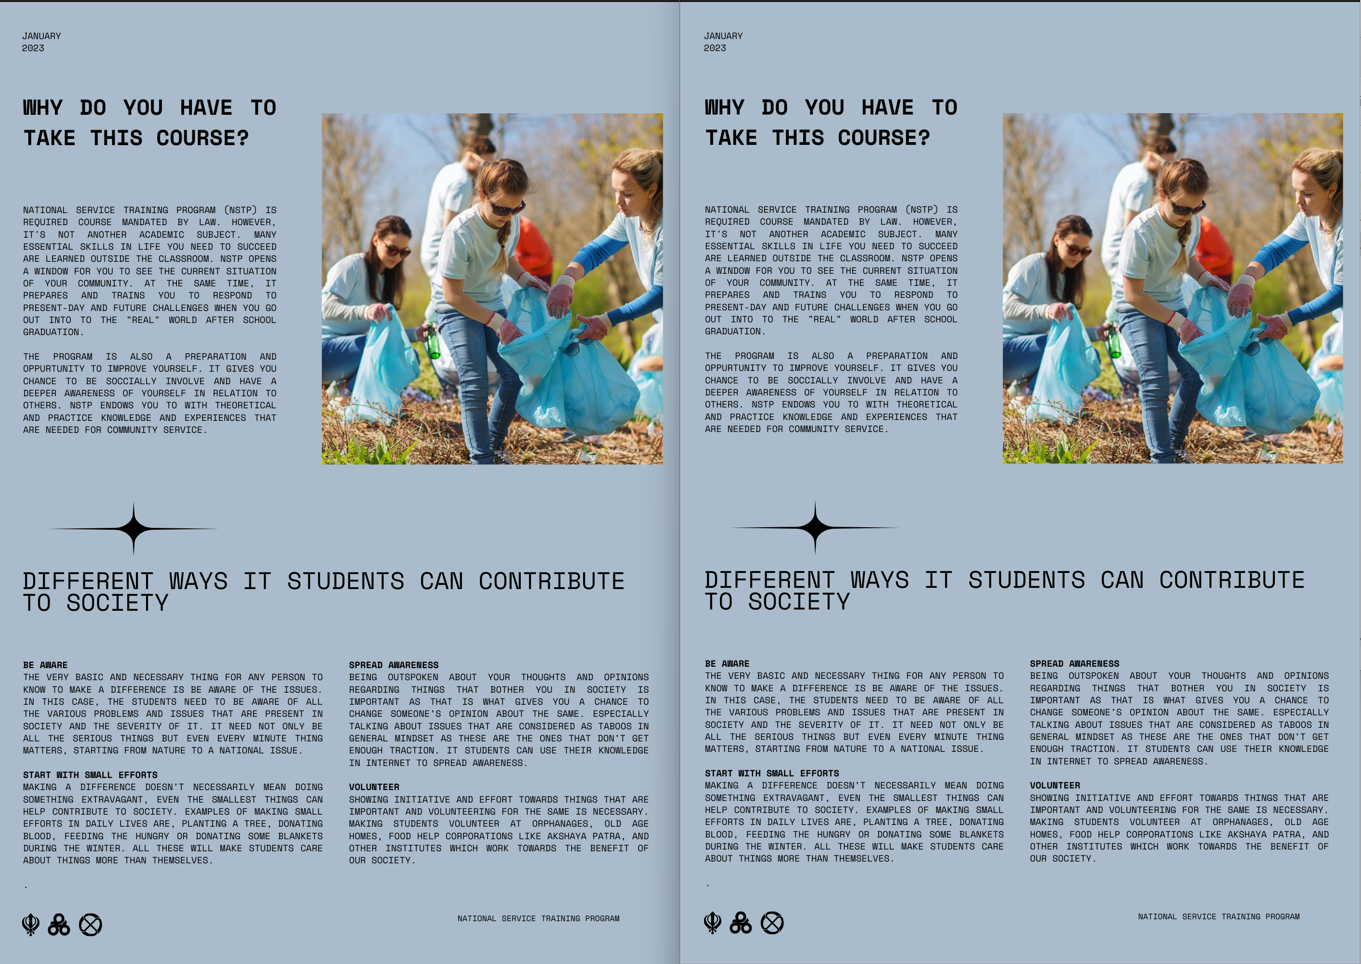 JANUARY
2023
WHY DO YOU HAVE TO
TAKE THIS COURSE?
NATIONAL SERVICE TRAINING PROGRAM (NSTP) IS
REQUIRED COURSE MANDATED BY LAW. HOWEVER,
IT'S NOT ANOTHER ACADEMIC SUBJECT. MANY
ESSENTIAL SKILLS IN LIFE YOU NEED TO SUCCEED
ARE LEARNED OUTSIDE THE CLASSROOM. NSTP OPENS
A WINDOW FOR YOU TO SEE THE CURRENT SITUATION
OF YOUR COMMUNITY. AT THE SAME TIME, IT
PREPARES AND TRAINS YOU TO RESPOND TO
PRESENT-DAY AND FUTURE CHALLENGES WHEN YOU GO
OUT INTO TO THE "REAL" WORLD AFTER SCHOOL
GRADUATION.
THE PROGRAM IS ALSO A PREPARATION AND
OPPURTUNITY TO IMPROVE YOURSELF. IT GIVES YOU
CHANCE TO BE SOCCIALLY INVOLVE AND HAVE A
DEEPER AWARENESS OF YOURSELF IN RELATION TO
OTHERS. NSTP ENDOWS YOU TO WITH THEORETICAL
AND PRACTICE KNOWLEDGE AND EXPERIENCES THAT
ARE NEEDED FOR COMMUNITY SERVICE.
DIFFERENT WAYS IT STUDENTS CAN CONTRIBUTE
TO SOCIETY
BE AWARE
THE VERY BASIC AND NECESSARY THING FOR ANY PERSON TO
KNOW TO MAKE A DIFFERENCE IS BE AWARE OF THE ISSUES.
IN THIS CASE, THE STUDENTS NEED TO BE AWARE OF ALL
THE VARIOUS PROBLEMS AND ISSUES THAT ARE PRESENT IN
SOCIETY AND THE SEVERITY OF IT. IT NEED NOT ONLY BE
ALL THE SERIOUS THINGS BUT EVEN EVERY MINUTE THING
MATTERS, STARTING FROM NATURE TO A NATIONAL ISSUE.
START WITH SMALL EFFORTS
MAKING A DIFFERENCE DOESN'T NECESSARILY MEAN DOING
SOMETHING EXTRAVAGANT, EVEN THE SMALLEST THINGS CAN
HELP CONTRIBUTE TO SOCIETY. EXAMPLES OF MAKING SMALL
EFFORTS IN DAILY LIVES ARE, PLANTING A TREE, DONATING
BLOOD, FEEDING THE HUNGRY OR DONATING SOME BLANKETS
DURING THE WINTER. ALL THESE WILL MAKE STUDENTS CARE
ABOUT THINGS MORE THAN THEMSELVES.
.
SPREAD AWARENESS
BEING OUTSPOKEN ABOUT YOUR THOUGHTS AND OPINIONS
REGARDING THINGS THAT BOTHER YOU IN SOCIETY IS
IMPORTANT AS THAT IS WHAT GIVES YOU A CHANCE TO
CHANGE SOMEONE'S OPINION ABOUT THE SAME. ESPECIALLY
TALKING ABOUT ISSUES THAT ARE CONSIDERED AS TABOOS IN
GENERAL MINDSET AS THESE ARE THE ONES THAT DON'T GET
ENOUGH TRACTION. IT STUDENTS CAN USE THEIR KNOWLEDGE
IN INTERNET TO SPREAD AWARENESS.
VOLUNTEER
SHOWING INITIATIVE AND EFFORT TOWARDS THINGS THAT ARE
IMPORTANT AND VOLUNTEERING FOR THE SAME IS NECESSARY.
MAKING STUDENTS VOLUNTEER AT ORPHANAGES, OLD AGE
HOMES, FOOD HELP CORPORATIONS LIKE AKSHAYA PATRA, AND
OTHER INSTITUTES WHICH WORK TOWARDS THE BENEFIT OF
OUR SOCIETY.
NATIONAL SERVICE TRAINING PROGRAM
JANUARY
2023
WHY DO YOU HAVE TO
TAKE THIS COURSE?
NATIONAL SERVICE TRAINING PROGRAM (NSTP) IS
REQUIRED COURSE MANDATED BY LAW. HOWEVER,
IT'S NOT ANOTHER ACADEMIC SUBJECT. MANY
ESSENTIAL SKILLS IN LIFE YOU NEED TO SUCCEED
ARE LEARNED OUTSIDE THE CLASSROOM. NSTP OPENS
A WINDOW FOR YOU TO SEE THE CURRENT SITUATION
OF YOUR COMMUNITY. AT THE SAME TIME, IT
PREPARES AND TRAINS YOU TO RESPOND TO
PRESENT-DAY AND FUTURE CHALLENGES WHEN YOU GO
OUT INTO TO THE "REAL" WORLD AFTER SCHOOL
GRADUATION.
THE PROGRAM IS ALSO A PREPARATION AND
OPPURTUNITY TO IMPROVE YOURSELF. IT GIVES YOU
CHANCE TO BE SOCCIALLY INVOLVE AND HAVE A
DEEPER AWARENESS OF YOURSELF IN RELATION TO
OTHERS. NSTP ENDOWS YOU TO WITH THEORETICAL
AND PRACTICE KNOWLEDGE AND EXPERIENCES THAT
ARE NEEDED FOR COMMUNITY SERVICE.
DIFFERENT WAYS IT STUDENTS CAN CONTRIBUTE
TO SOCIETY
BE AWARE
THE VERY BASIC AND NECESSARY THING FOR ANY PERSON TO
KNOW TO MAKE A DIFFERENCE IS BE AWARE OF THE ISSUES.
IN THIS CASE, THE STUDENTS NEED TO BE AWARE OF ALL
THE VARIOUS PROBLEMS AND ISSUES THAT ARE PRESENT IN
SOCIETY AND THE SEVERITY OF IT. IT NEED NOT ONLY BE
ALL THE SERIOUS THINGS BUT EVEN EVERY MINUTE THING
MATTERS, STARTING FROM NATURE TO A NATIONAL ISSUE.
START WITH SMALL EFFORTS
MAKING A DIFFERENCE DOESN'T NECESSARILY MEAN DOING
SOMETHING EXTRAVAGANT, EVEN THE SMALLEST THINGS CAN
HELP CONTRIBUTE TO SOCIETY. EXAMPLES OF MAKING SMALL
EFFORTS IN DAILY LIVES ARE, PLANTING A TREE, DONATING
BLOOD, FEEDING THE HUNGRY OR DONATING SOME BLANKETS
DURING THE WINTER. ALL THESE WILL MAKE STUDENTS CARE
ABOUT THINGS MORE THAN THEMSELVES.
.
SPREAD AWARENESS
BEING OUTSPOKEN ABOUT YOUR THOUGHTS AND OPINIONS
REGARDING THINGS THAT BOTHER YOU IN SOCIETY IS
IMPORTANT AS THAT IS WHAT GIVES YOU A CHANCE TO
CHANGE SOMEONE'S OPINION ABOUT THE SAME. ESPECIALLY
TALKING ABOUT ISSUES THAT ARE CONSIDERED AS TABOOS IN
GENERAL MINDSET AS THESE ARE THE ONES THAT DON'T GET
ENOUGH TRACTION. IT STUDENTS CAN USE THEIR KNOWLEDGE
IN INTERNET TO SPREAD AWARENESS.
VOLUNTEER
SHOWING INITIATIVE AND EFFORT TOWARDS THINGS THAT ARE
IMPORTANT AND VOLUNTEERING FOR THE SAME IS NECESSARY.
MAKING STUDENTS VOLUNTEER AT ORPHANAGES, OLD AGE
HOMES, FOOD HELP CORPORATIONS LIKE AKSHAYA PATRA, AND
OTHER INSTITUTES WHICH WORK TOWARDS THE BENEFIT OF
OUR SOCIETY.
NATIONAL SERVICE TRAINING PROGRAM